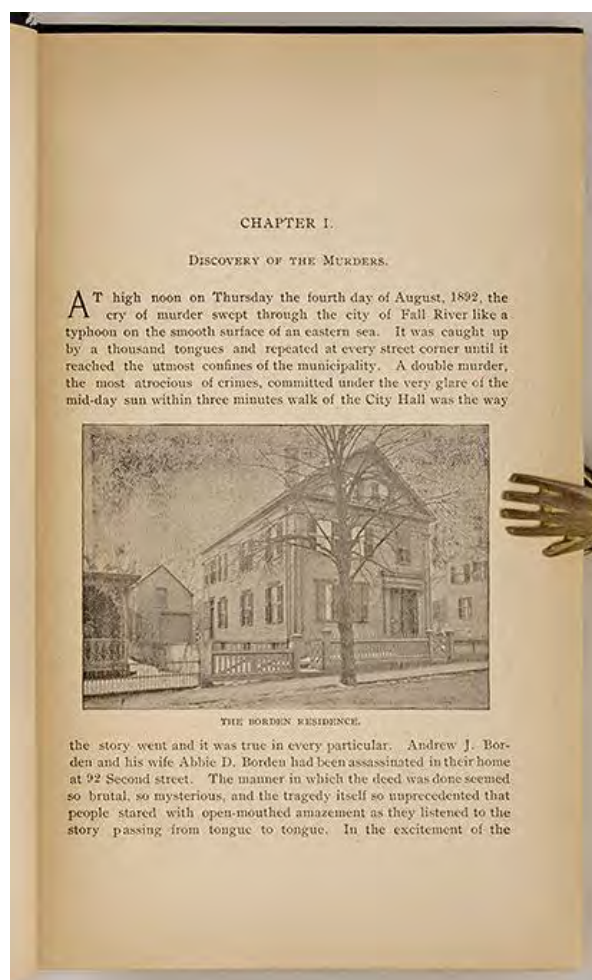 CHAPTER I.
DISCOVERY OF THE MURDERS.
AT high noon on Thursday the fourth day of August, 1892, the
cry of murder swept through the city of Fall River like a
typhoon on the smooth surface of an eastern sea. It was caught up
by a thousand tongues and repeated at every street corner until it
reached the utmost confines of the municipality. A double murder,
the most atrocious of crimes, committed under the very glare of the
mid-day sun within three minutes walk of the City Hall was the way
THE BORDEN RESIDENCE.
the story went and it was true in every particular. Andrew J. Bor-
den and his wife Abbie D. Borden had been assassinated in their home
at 92 Second street. The manner in which the deed was done seemed
so brutal, so mysterious, and the tragedy itself so unprecedented that
people stared with open-mouthed amazement as they listened to the
story passing from tongue to tongue. In the excitement of the